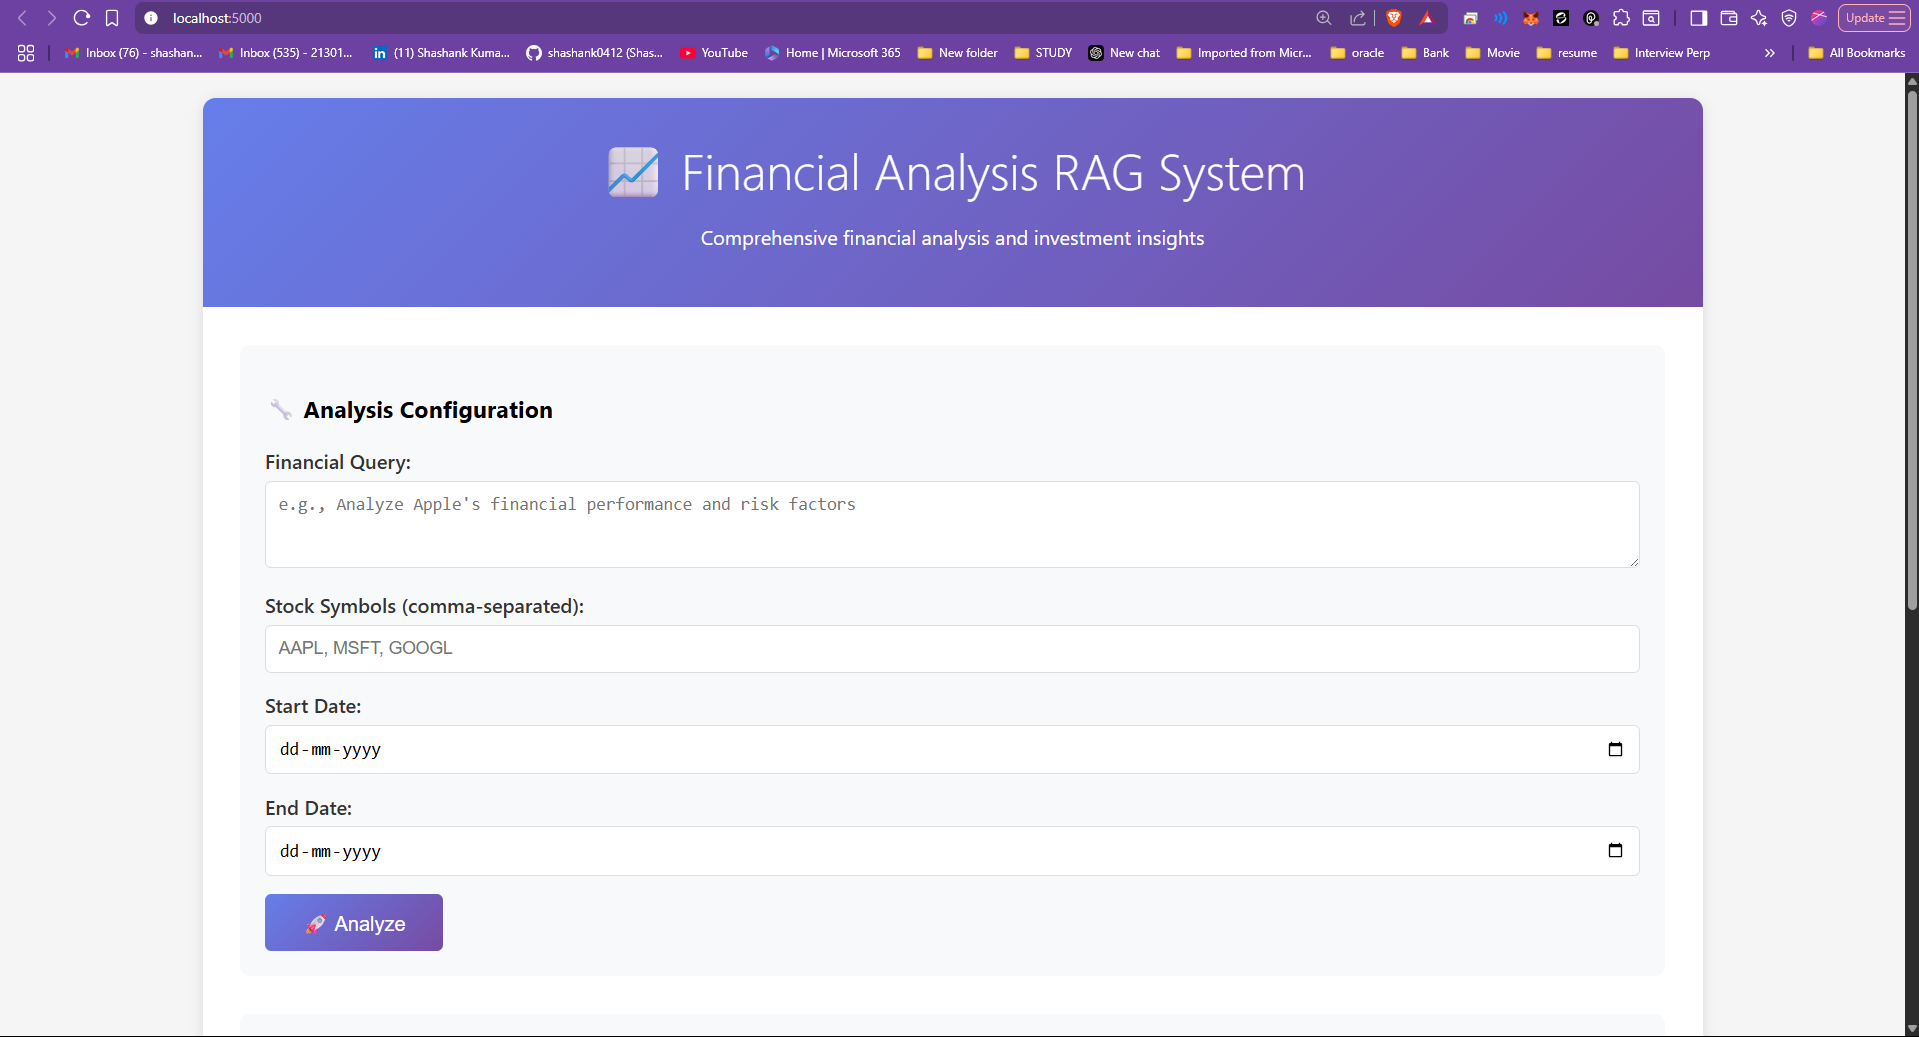 localhost:5000
Update
Inbox (76) - shashan...
Inbox (535) - 21301...
(11) Shashank Kuma...
shashank0412 (Shas...
YouTube
Home | Microsoft 365
New folder
STUDY
New chat
Imported from Micr...
oracle
Bank
Movie
resume
Interview Perp
All Bookmarks
Financial Analysis RAG System
Comprehensive financial analysis and investment insights
Analysis Configuration
Financial Query:
e.g., Analyze Apple's financial performance and risk factors
Stock Symbols (comma-separated):
AAPL, MSFT, GOOGL
Start Date:
dd-mm-yyyy
End Date:
dd-mm-yyyy
Analyze